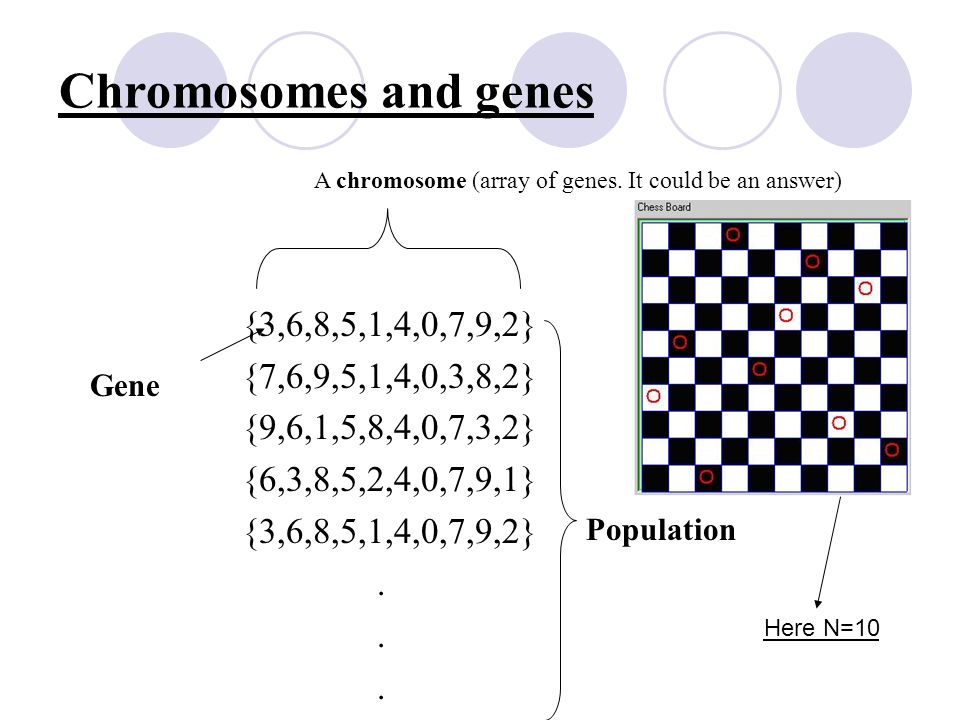 Chromosomes and genes
A chromosome (array of genes. It could be an answer)
Chess Board
{3,6,8,5,1,4,0,7,9,2}
{7,6,9,5,1,4,0,3,8,2}
Gene
{9,6,1,5,8,4,0,7,3,2}
{6,3,8,5,2,4,0,7,9,1}
{3,6,8,5,1,4,0,7,9,2}
Population
.
.
.
Here N=10